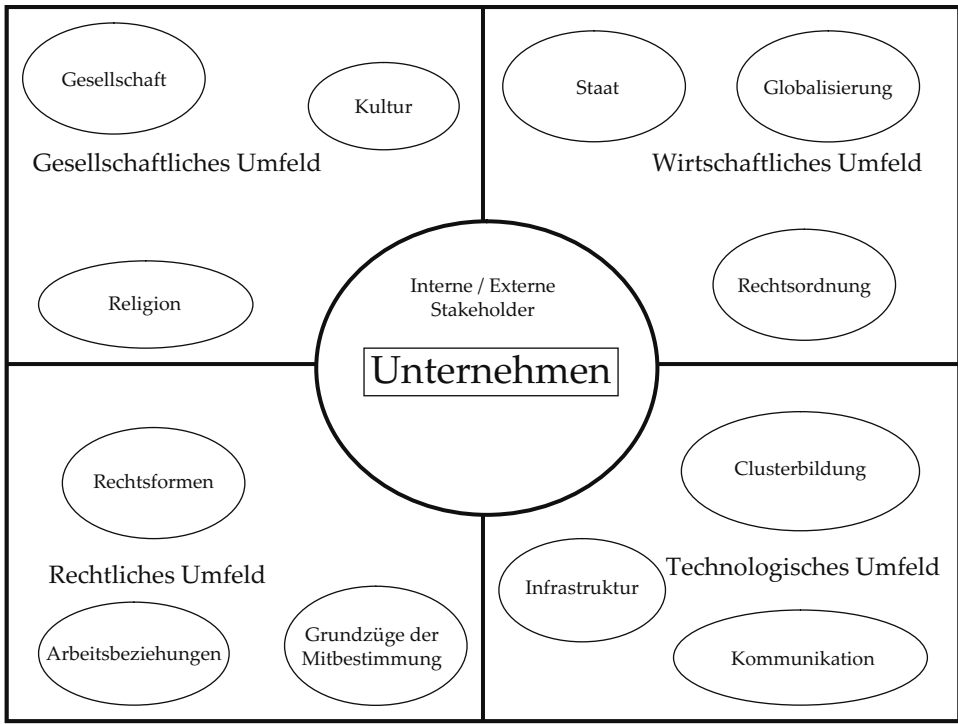 Gesellschaft
Kultur
Gesellschaftliches Umfeld
Religion
Staat
Globalisierung
Wirtschaftliches Umfeld
Rechtsordnung
Interne / Externe
Stakeholder
Unternehmen
Rechtsformen
Rechtliches Umfeld
Arbeitsbeziehungen
Grundzüge der
Mitbestimmung
Clusterbildung
Infrastruktur
Technologisches Umfeld
Kommunikation